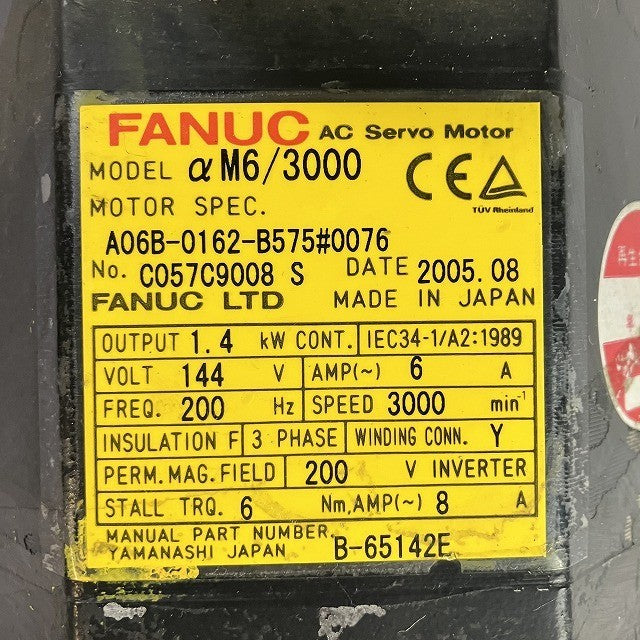 FANUC AC Servo Motor
MODEL αM6/3000
MOTOR SPEC.
A06B-0162-B575#0076
No. C057C9008 S DATE 2005.08
FANUC LTD MADE IN JAPAN
CE
TÜV Rheinland
OUTPUT 1.4 kW CONT. IEC34-1/A2:1989
VOLT 144 V AMP(~) 6 A
FREQ. 200 Hz SPEED 3000 min⁻¹
INSULATION F 3 PHASE WINDING CONN. Y
PERM.MAG.FIELD 200 V INVERTER
STALL TRQ. 6 Nm,AMP(~) 8 A
MANUAL PART NUMBER. B-65142E
YAMANASHI JAPAN